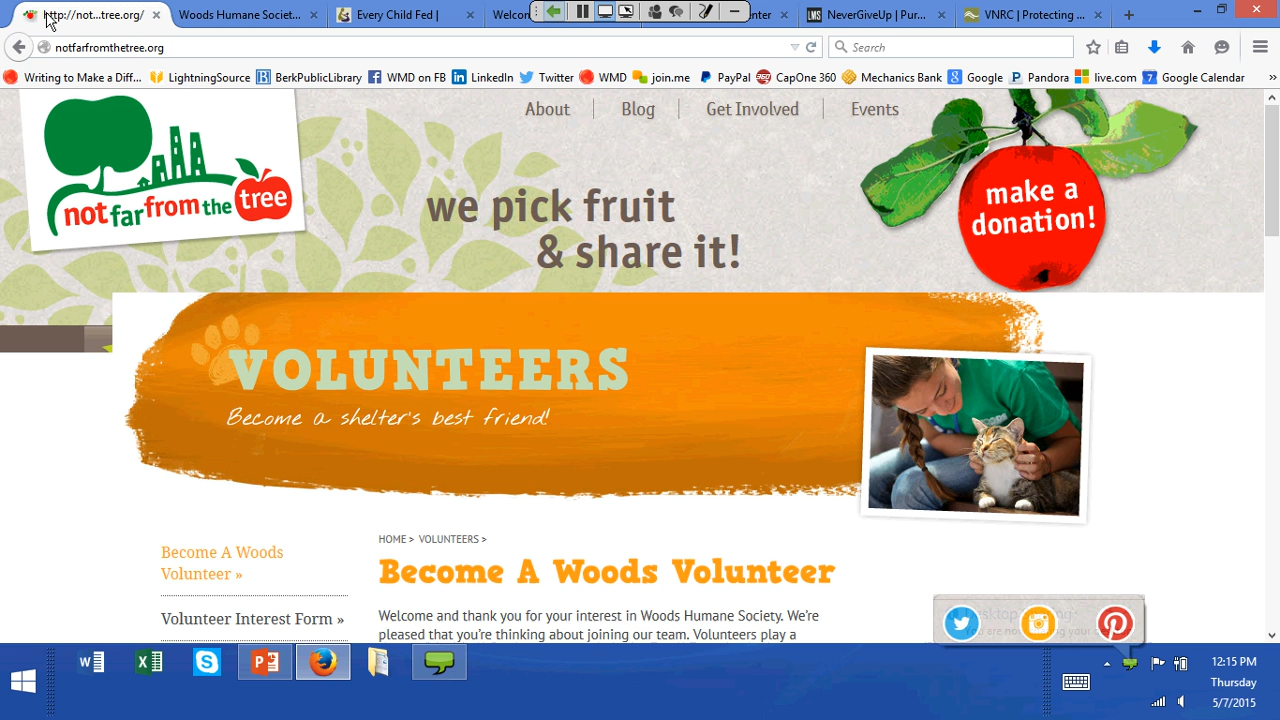 http://not...tree.org/
Woods Humane Societ...
Every Child Fed |
Welcon
enter
LMS
NeverGiveUp | Pur...
VNRC | Protecting ...
notfarfromthetree.org
Search
Writing to Make a Diff...
LightningSource
BerkPublicLibrary
WMD on FB
LinkedIn
Twitter
WMD
join.me
PayPal
CapOne 360
Mechanics Bank
Google
Pandora
live.com
Google Calendar
About
Blog
Get Involved
Events
not far from the tree
we pick fruit
& share it!
make a
donation!
VOLUNTEERS
Become a shelter's best friend!
HOME > VOLUNTEERS >
Become A Woods
Volunteer »
Volunteer Interest Form »
Become A Woods Volunteer
Welcome and thank you for your interest in Woods Humane Society. We're
pleased that you're thinking about joining our team. Volunteers play a
12:15 PM
Thursday
5/7/2015